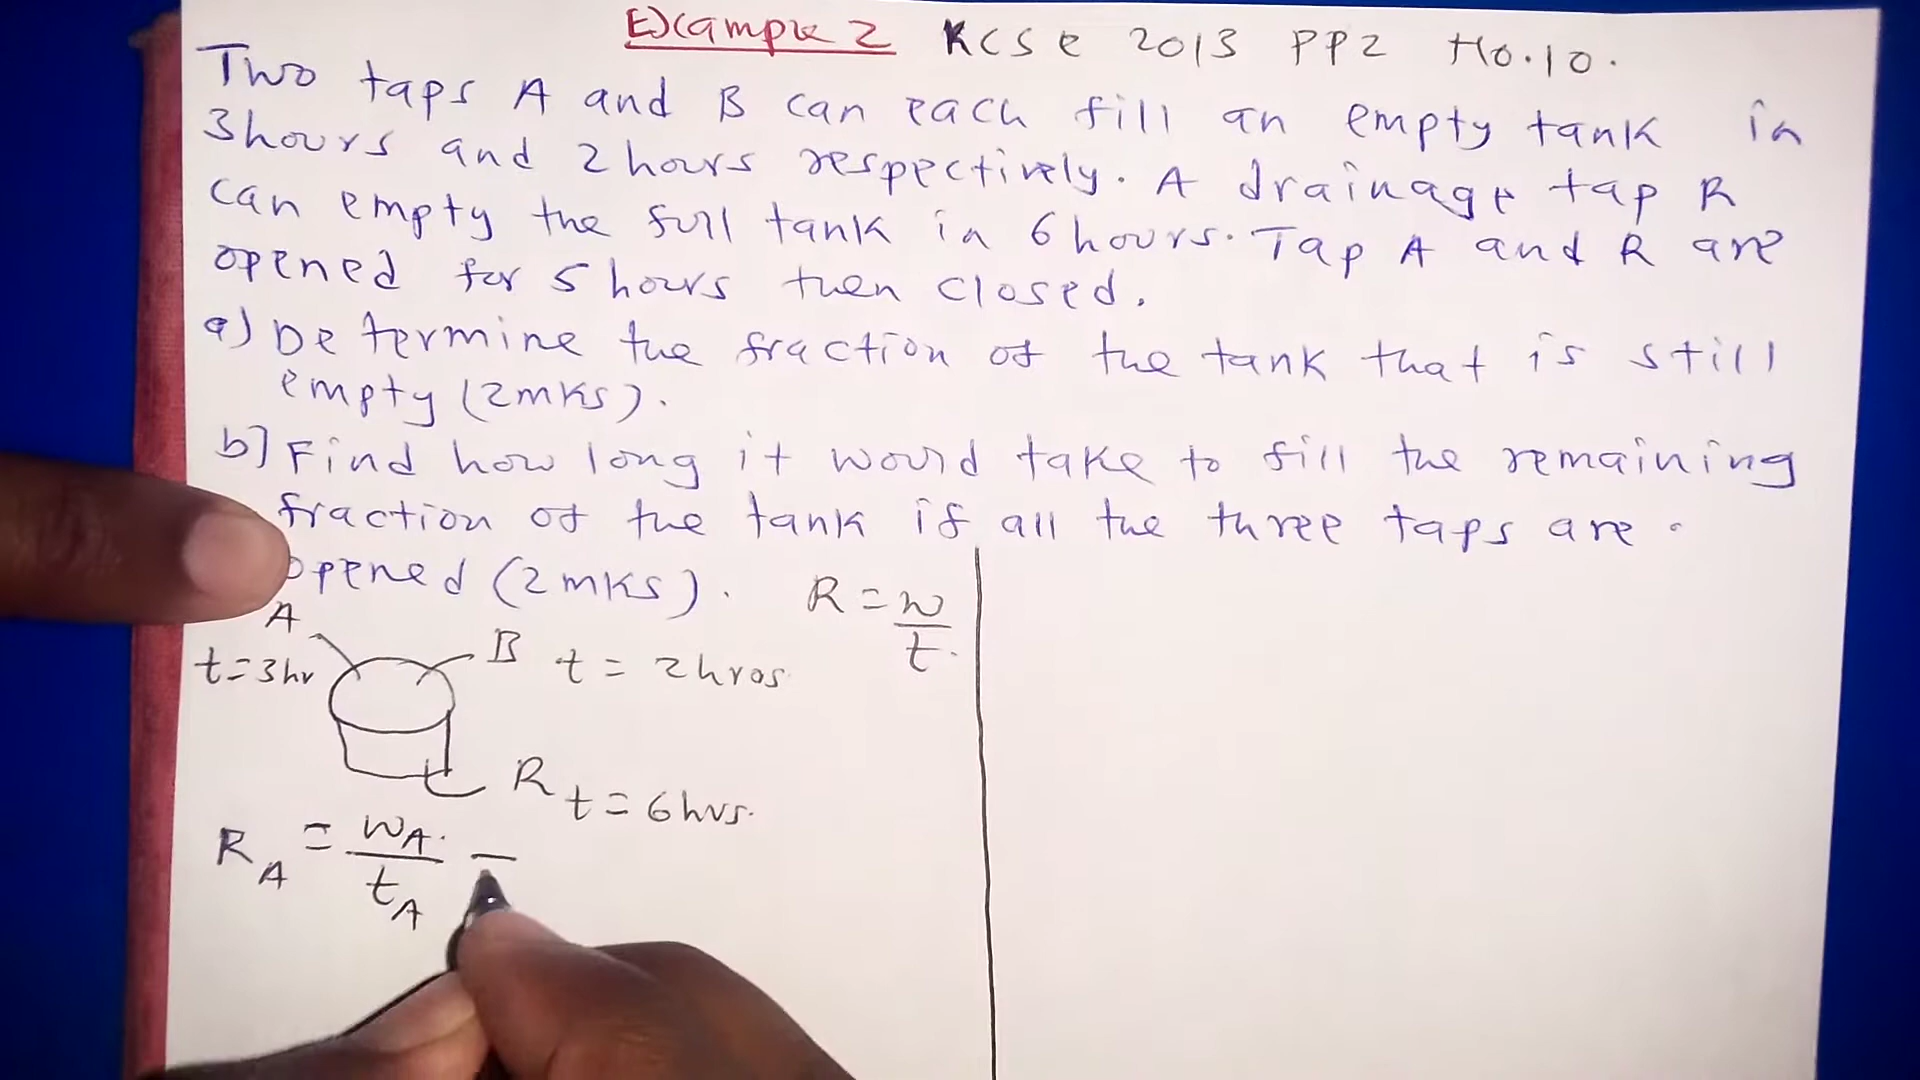 Example 2 KCSE 2013 PP2 No.10.
Two taps A and B can each fill an empty tank in
3hours and 2hours respectively. A drainage tap R
can empty the full tank in 6hours. Tap A and R are
opened for 5hours then closed.
a) Determine the fraction of the tank that is still
empty (2mks).
b] Find how long it would take to fill the remaining
fraction of the tank if all the three taps are
opened (2mks). R = w/t.
A
t=3hr B t = 2hros
R t = 6hrs.
R_A = w_A./t_A